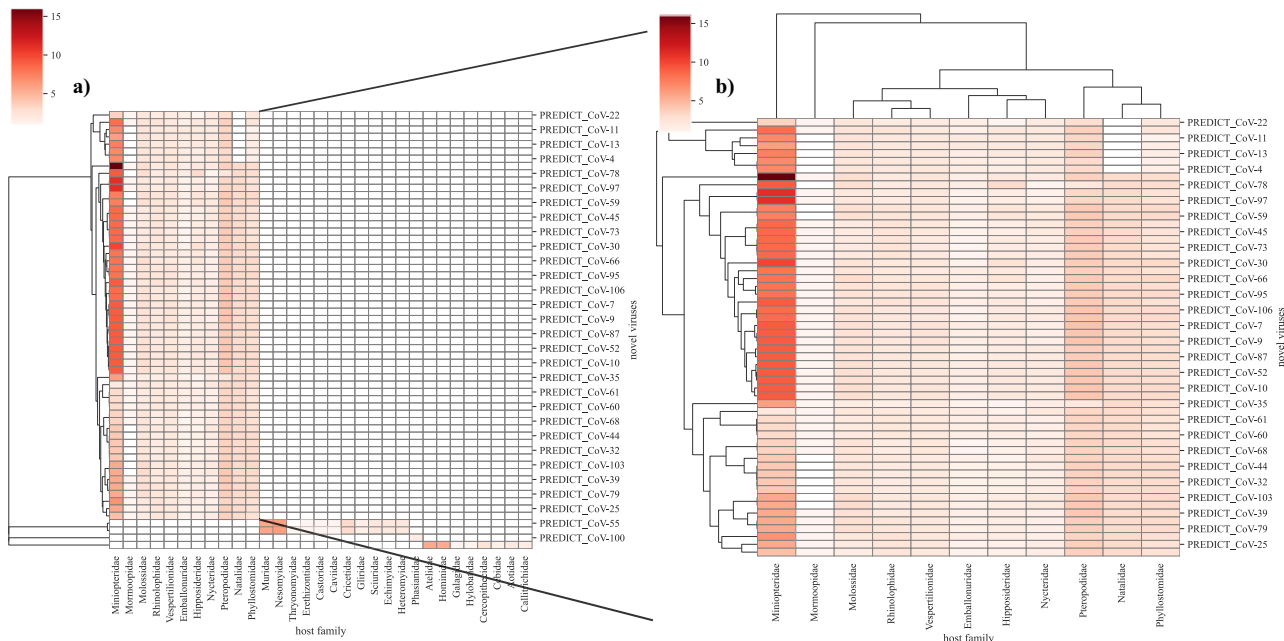 15
10
5
a)
PREDICT_CoV-22
PREDICT_CoV-11
PREDICT_CoV-13
PREDICT_CoV-4
PREDICT_CoV-78
PREDICT_CoV-97
PREDICT_CoV-59
PREDICT_CoV-45
PREDICT_CoV-73
PREDICT_CoV-30
PREDICT_CoV-66
PREDICT_CoV-95
PREDICT_CoV-106
PREDICT_CoV-7
PREDICT_CoV-9
PREDICT_CoV-87
PREDICT_CoV-52
PREDICT_CoV-10
PREDICT_CoV-35
PREDICT_CoV-61
PREDICT_CoV-60
PREDICT_CoV-68
PREDICT_CoV-44
PREDICT_CoV-32
PREDICT_CoV-103
PREDICT_CoV-39
PREDICT_CoV-79
PREDICT_CoV-25
PREDICT_CoV-55
PREDICT_CoV-100
novel viruses
Miniopteridae
Mormoopidae
Molossidae
Rhinolophidae
Vespertilionidae
Emballonuridae
Hipposideridae
Nycteridae
Pteropodidae
Natalidae
Phyllostomidae
Muridae
Nesomyidae
Thryonomyidae
Erethizontidae
Castoridae
Caviidae
Cricetidae
Gliridae
Sciuridae
Echimyidae
Heteromyidae
Phasianidae
Atelidae
Hominidae
Galagidae
Hylobatidae
Cercopithecidae
Cebidae
Aotidae
Callitrichidae
host family
15
10
5
b)
PREDICT_CoV-22
PREDICT_CoV-11
PREDICT_CoV-13
PREDICT_CoV-4
PREDICT_CoV-78
PREDICT_CoV-97
PREDICT_CoV-59
PREDICT_CoV-45
PREDICT_CoV-73
PREDICT_CoV-30
PREDICT_CoV-66
PREDICT_CoV-95
PREDICT_CoV-106
PREDICT_CoV-7
PREDICT_CoV-9
PREDICT_CoV-87
PREDICT_CoV-52
PREDICT_CoV-10
PREDICT_CoV-35
PREDICT_CoV-61
PREDICT_CoV-60
PREDICT_CoV-68
PREDICT_CoV-44
PREDICT_CoV-32
PREDICT_CoV-103
PREDICT_CoV-39
PREDICT_CoV-79
PREDICT_CoV-25
novel viruses
Miniopteridae
Mormoopidae
Molossidae
Rhinolophidae
Vespertilionidae
Emballonuridae
Hipposideridae
Nycteridae
Pteropodidae
Natalidae
Phyllostomidae
host family